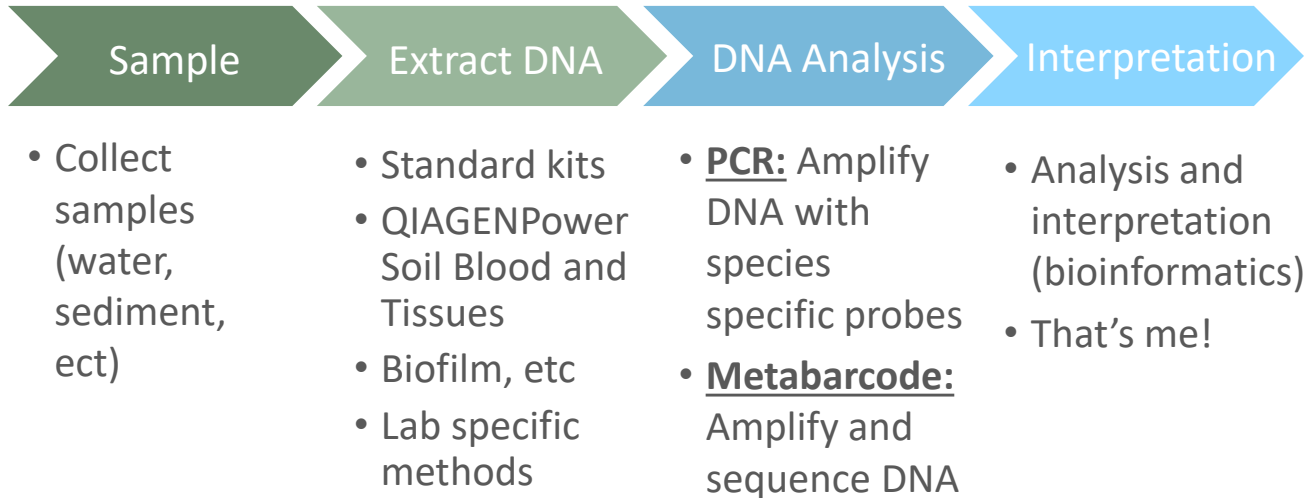 Sample
Extract DNA
DNA Analysis
Interpretation
• Collect
samples
(water,
sediment,
ect)
• Standard kits
• QIAGENPower
Soil Blood and
Tissues
• Biofilm, etc
• Lab specific
methods
• PCR: Amplify
DNA with
species
specific probes
• Metabarcode:
Amplify and
sequence DNA
• Analysis and
interpretation
(bioinformatics)
• That’s me!